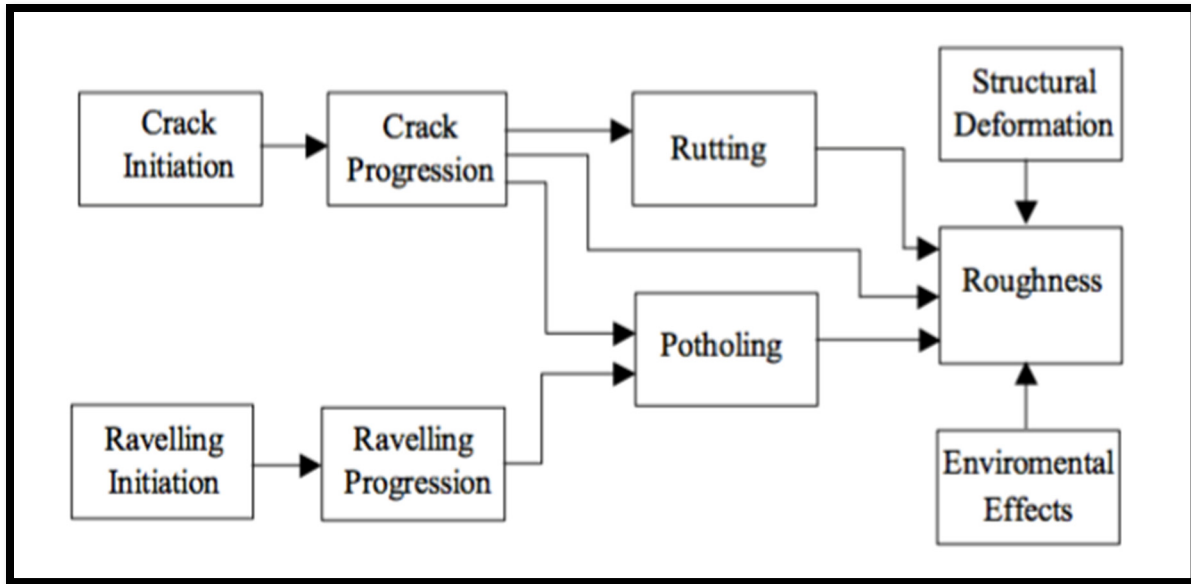 Crack
Initiation
Crack
Progression
Rutting
Structural
Deformation
Roughness
Potholing
Ravelling
Initiation
Ravelling
Progression
Enviromental
Effects